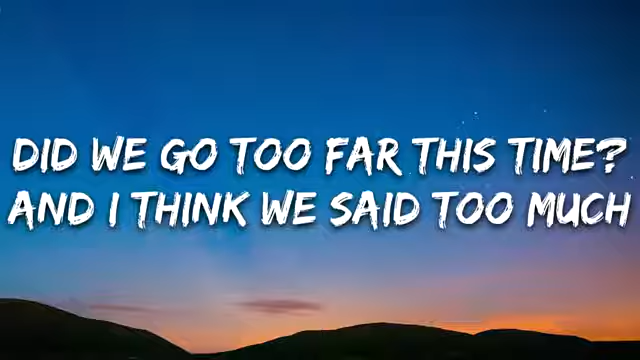 DID WE GO TOO FAR THIS TIME?
AND I THINK WE SAID TOO MUCH